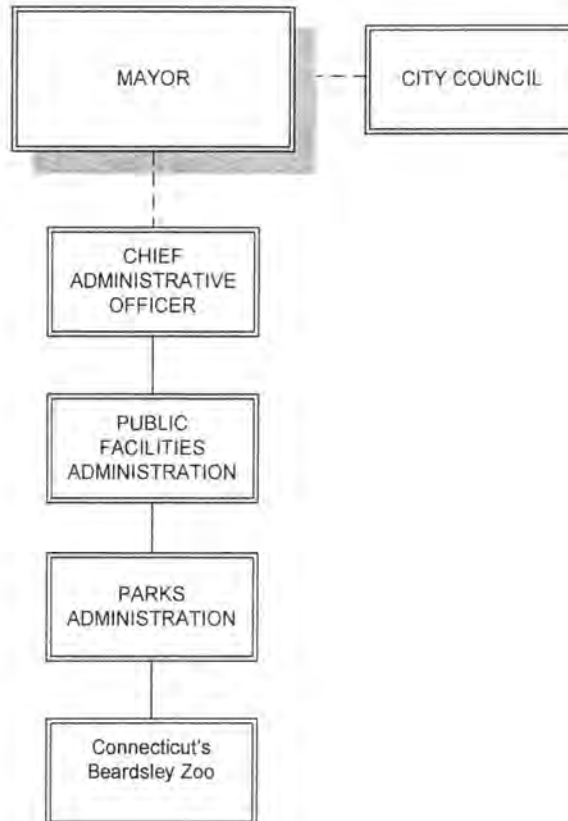 MAYOR
CITY COUNCIL
CHIEF
ADMINISTRATIVE
OFFICER
PUBLIC
FACILITIES
ADMINISTRATION
PARKS
ADMINISTRATION
Connecticut's
Beardsley Zoo